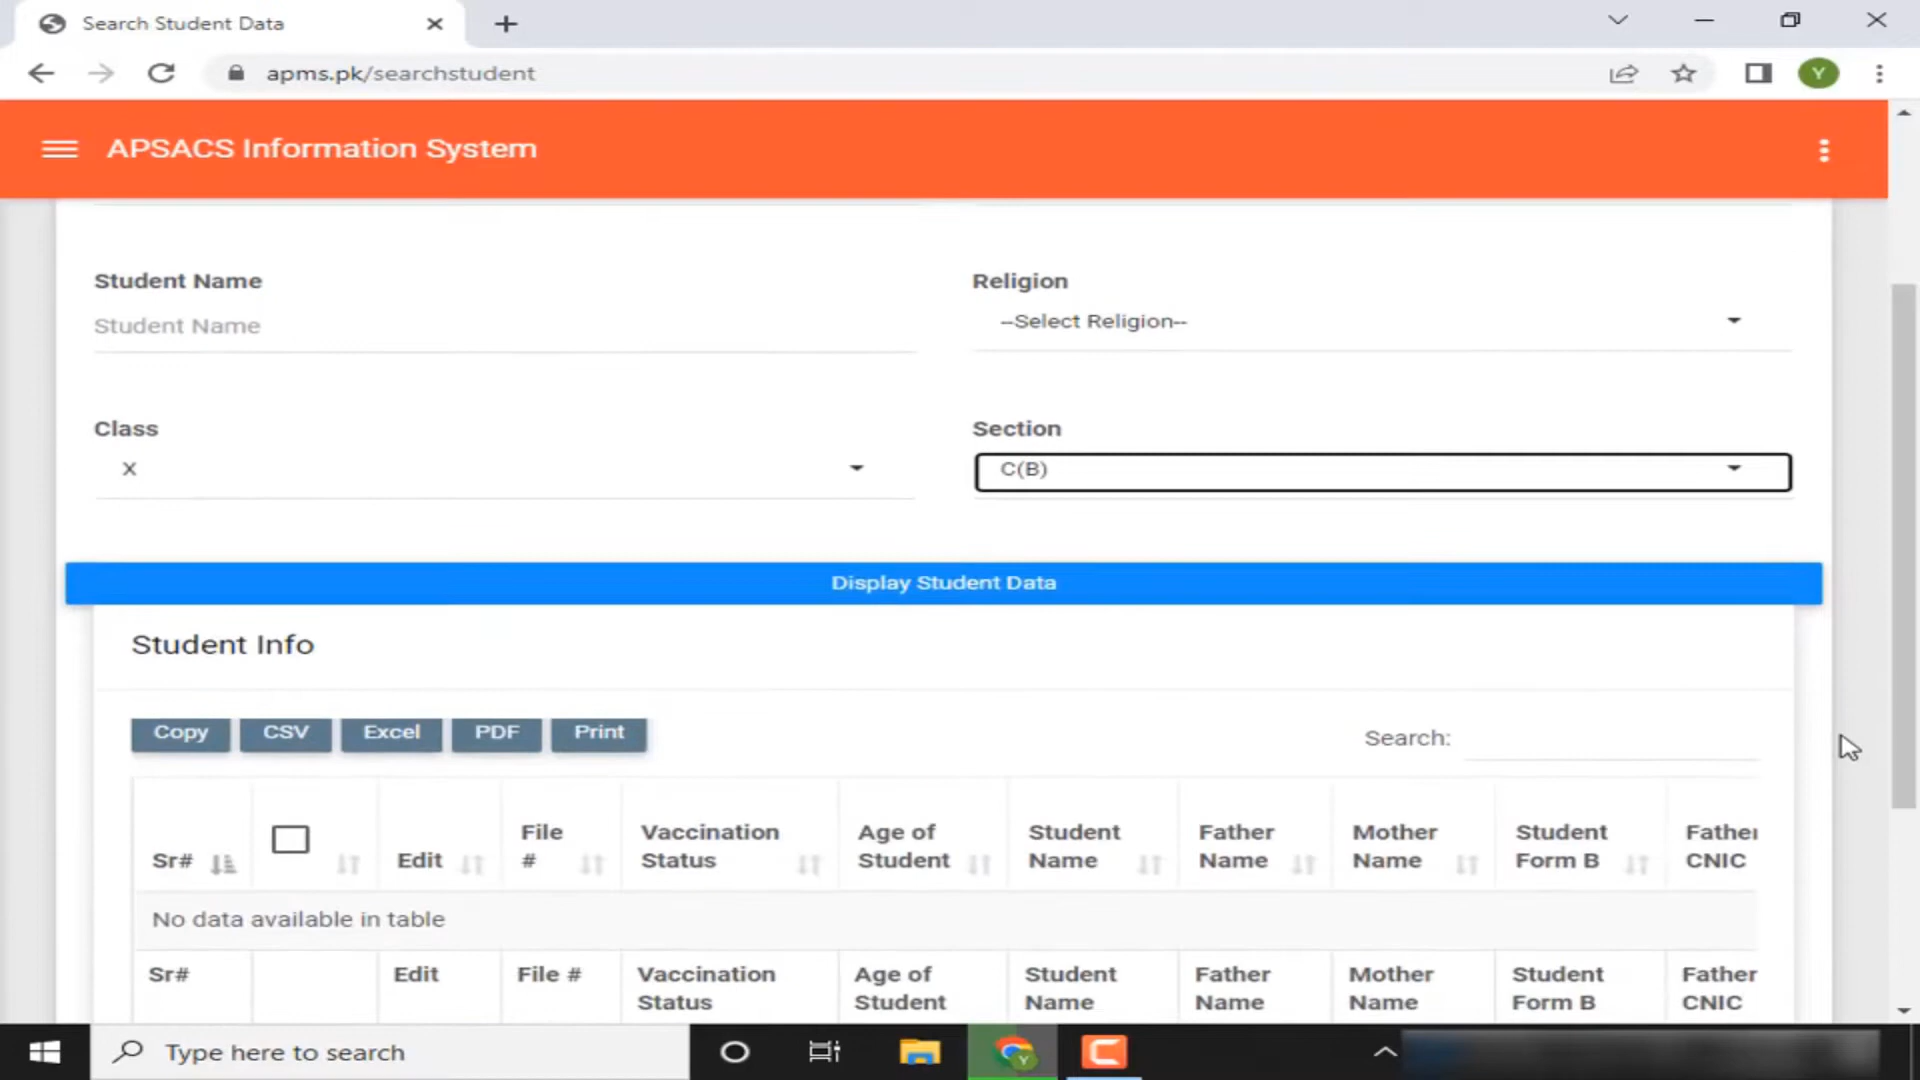 Search Student Data
apms.pk/searchstudent
Y
APSACS Information System
Student Name
Religion
Student Name
--Select Religion--
Class
Section
X
C(B)
Display Student Data
Student Info
Copy CSV Excel PDF Print
Search:
Sr# Edit File # Vaccination Status Age of Student Student Name Father Name Mother Name Student Form B Father CNIC
No data available in table
Sr# Edit File # Vaccination Status Age of Student Student Name Father Name Mother Name Student Form B Father CNIC
Type here to search